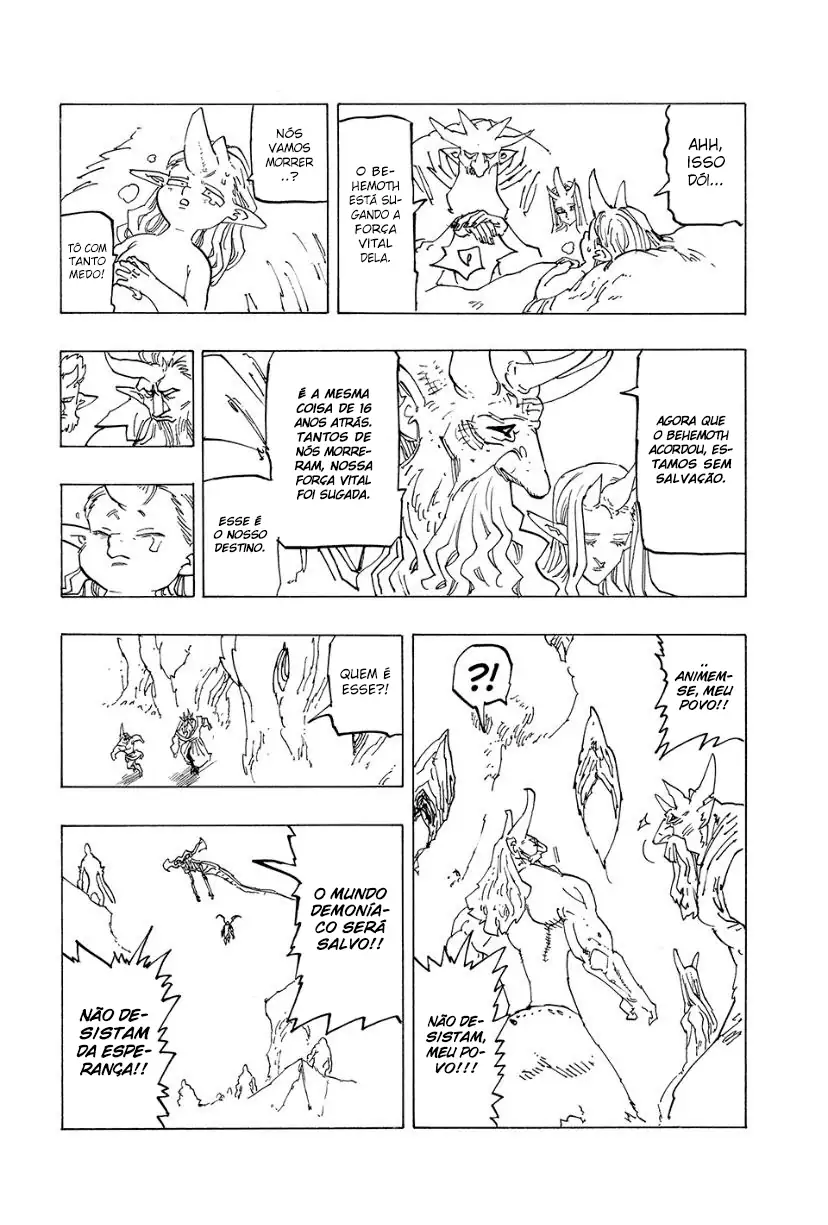 AHH,
ISSO
DÓI...
O BE-
HEMOTH
ESTÁ SU-
GANDO A
FORÇA
VITAL
DELA.
NÓS
VAMOS
MORRER
..?
TÔ COM
TANTO
MEDO!
AGORA QUE
O BEHEMOTH
ACORDOU, ES-
TAMOS SEM
SALVAÇÃO.
É A MESMA
COISA DE 16
ANOS ATRÁS.
TANTOS DE
NÓS MORRE-
RAM, NOSSA
FORÇA VITAL
FOI SUGADA.
ESSE É
O NOSSO
DESTINO.
..
ANIMEM-
SE, MEU
POVO!!
?!
NÃO DE-
SISTAM,
MEU PO-
VO!!!
QUEM É
ESSE?!
O MUNDO
DEMONÍA-
CO SERÁ
SALVO!!
NÃO DE-
SISTAM
DA ESPE-
RANÇA!!